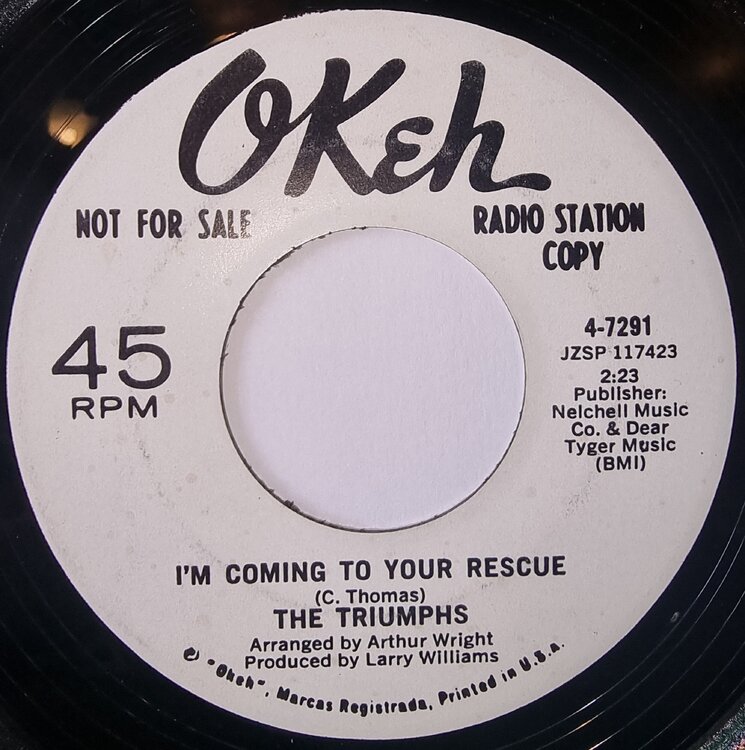 OKeh
NOT FOR SALE
RADIO STATION
COPY
45
RPM
4-7291
JZSP 117423
2:23
Publisher:
Nelchell Music
Co. & Dear
Tyger Music
(BMI)
I'M COMING TO YOUR RESCUE
(C. Thomas)
THE TRIUMPHS
Arranged by Arthur Wright
Produced by Larry Williams
℗ "Okeh", Marcas Registrada, Printed in U.S.A.